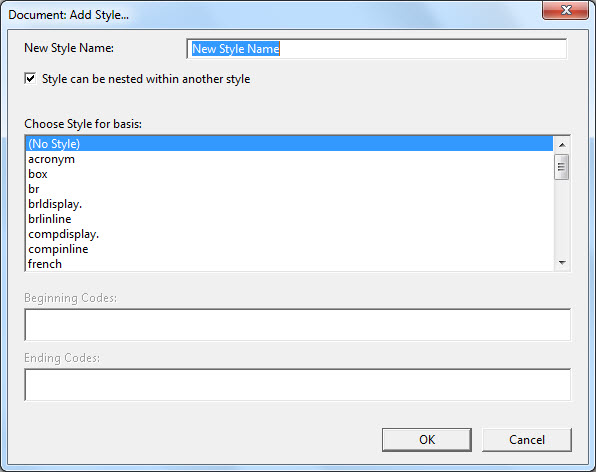 Document: Add Style...
New Style Name: New Style Name
Style can be nested within another style
Choose Style for basis:
(No Style)
acronym
box
br
brldisplay.
brlinline
compdisplay.
compinline
french
Beginning Codes:
Ending Codes:
OK Cancel